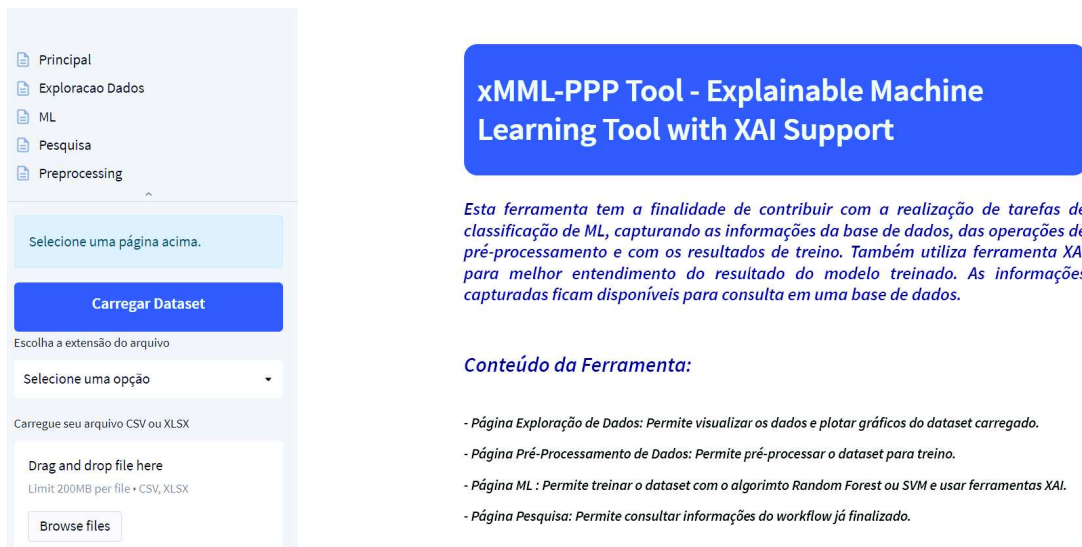 Principal
Exploracao Dados
ML
Pesquisa
Preprocessing
Selecione uma página acima.
Carregar Dataset
Escolha a extensão do arquivo
Selecione uma opção
Carregue seu arquivo CSV ou XLSX
Drag and drop file here
Limit 200MB per file • CSV, XLSX
Browse files
xMML-PPP Tool - Explainable Machine
Learning Tool with XAI Support
Esta ferramenta tem a finalidade de contribuir com a realização de tarefas de
classificação de ML, capturando as informações da base de dados, das operações de
pré-processamento e com os resultados de treino. Também utiliza ferramenta XA
para melhor entendimento do resultado do modelo treinado. As informações
capturadas ficam disponíveis para consulta em uma base de dados.
Conteúdo da Ferramenta:
- Página Exploração de Dados: Permite visualizar os dados e plotar gráficos do dataset carregado.
- Página Pré-Processamento de Dados: Permite pré-processar o dataset para treino.
- Página ML : Permite treinar o dataset com o algorimto Random Forest ou SVM e usar ferramentas XAI.
- Página Pesquisa: Permite consultar informações do workflow já finalizado.